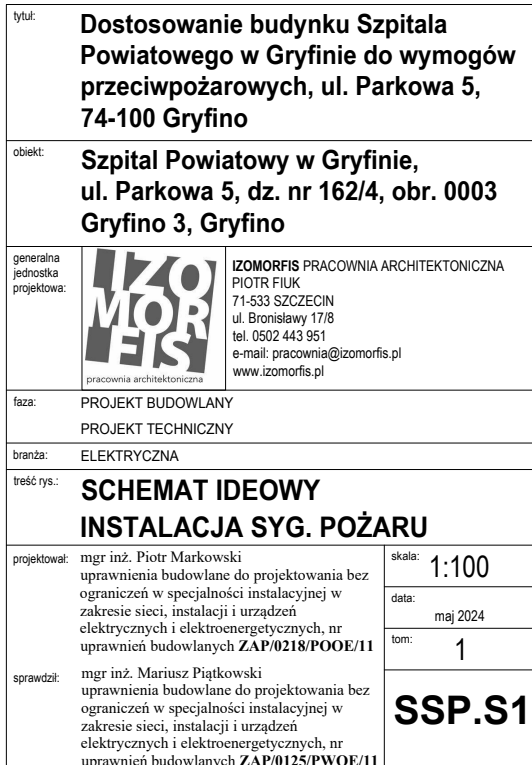 tytuł:
Dostosowanie budynku Szpitala
Powiatowego w Gryfinie do wymogów
przeciwpożarowych, ul. Parkowa 5,
74-100 Gryfino
obiekt:
Szpital Powiatowy w Gryfinie,
ul. Parkowa 5, dz. nr 162/4, obr. 0003
Gryfino 3, Gryfino
generalna
jednostka
projektowa:
IZO
MOR
FIS
pracownia architektoniczna
IZOMORFIS PRACOWNIA ARCHITEKTONICZNA
PIOTR FIUK
71-533 SZCZECIN
ul. Bronisławy 17/8
tel. 0502 443 951
e-mail: pracownia@izomorfis.pl
www.izomorfis.pl
faza:
PROJEKT BUDOWLANY
PROJEKT TECHNICZNY
branża:
ELEKTRYCZNA
treść rys.:
SCHEMAT IDEOWY
INSTALACJA SYG. POŻARU
projektował:
mgr inż. Piotr Markowski
uprawnienia budowlane do projektowania bez
ograniczeń w specjalności instalacyjnej w
zakresie sieci, instalacji i urządzeń
elektrycznych i elektroenergetycznych, nr
uprawnień budowlanych ZAP/0218/POOE/11
sprawdził:
mgr inż. Mariusz Piątkowski
uprawnienia budowlane do projektowania bez
ograniczeń w specjalności instalacyjnej w
zakresie sieci, instalacji i urządzeń
elektrycznych i elektroenergetycznych, nr
uprawnień budowlanych ZAP/0125/PWOE/11
skala:
1:100
data:
maj 2024
tom:
1
SSP.S1